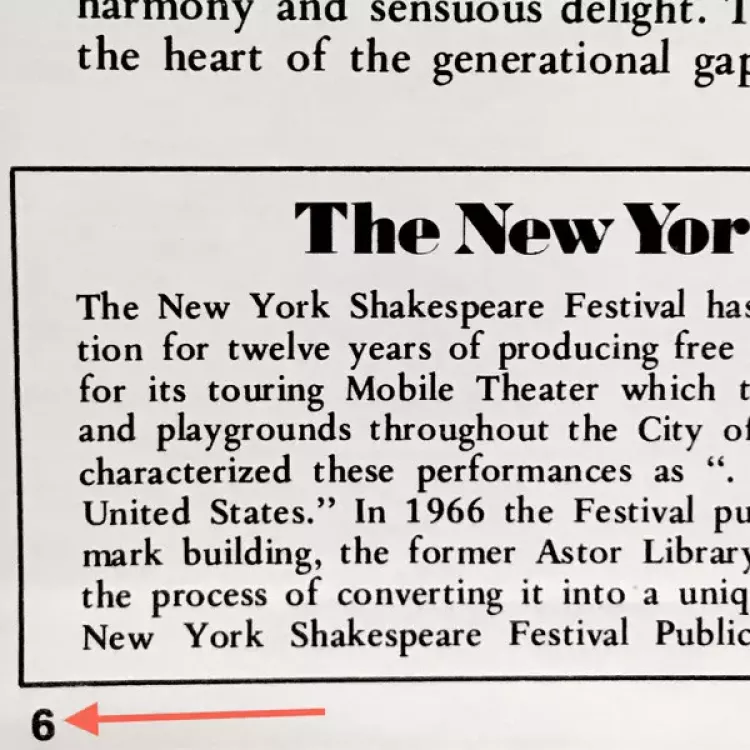 harmony and sensuous delight.
the heart of the generational gap
The New Yor
The New York Shakespeare Festival has
tion for twelve years of producing free
for its touring Mobile Theater which t
and playgrounds throughout the City of
characterized these performances as “.
United States.” In 1966 the Festival pu
mark building, the former Astor Library
the process of converting it into a uniq
New York Shakespeare Festival Public
6